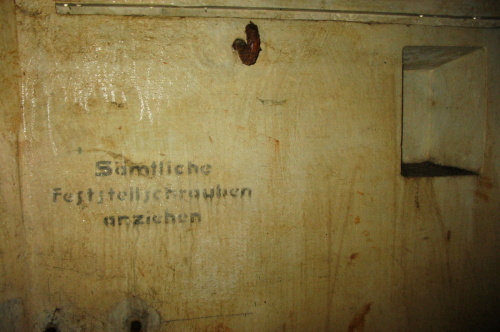 Sämtliche
Feststellschrauben
anziehen